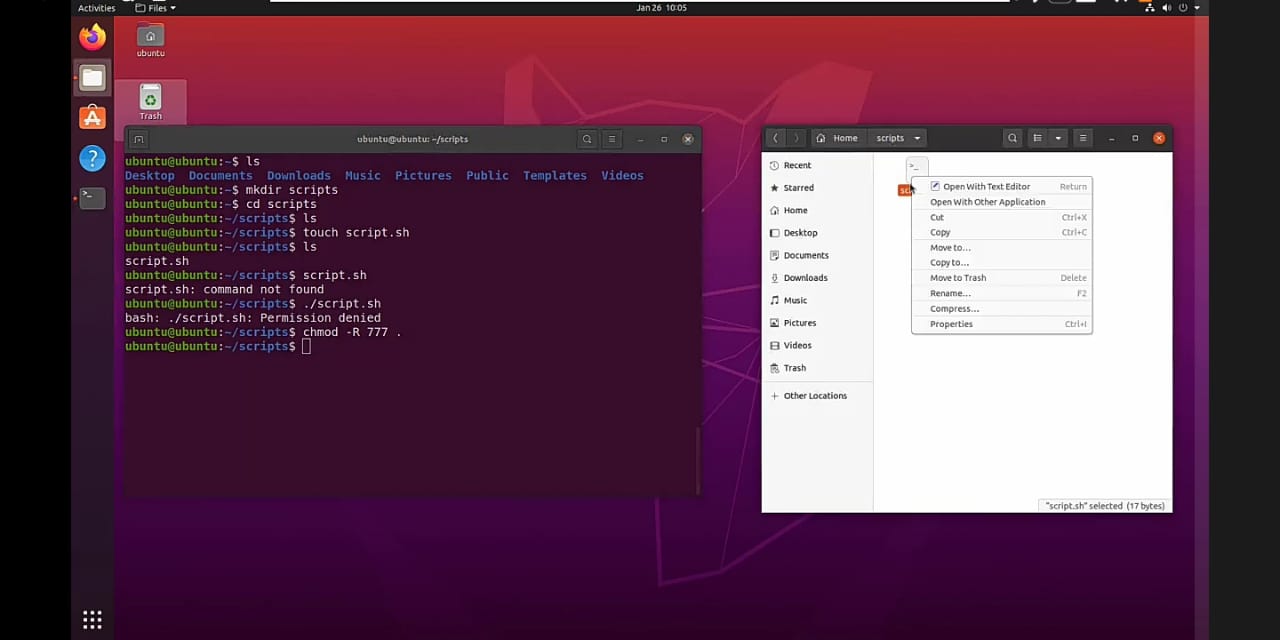 Activities Files Jan 26 10:05
ubuntu
Trash
ubuntu@ubuntu: ~/scripts
ubuntu@ubuntu:~$ ls
Desktop Documents Downloads Music Pictures Public Templates Videos
ubuntu@ubuntu:~$ mkdir scripts
ubuntu@ubuntu:~$ cd scripts
ubuntu@ubuntu:~/scripts$ ls
ubuntu@ubuntu:~/scripts$ touch script.sh
ubuntu@ubuntu:~/scripts$ ls
script.sh
ubuntu@ubuntu:~/scripts$ script.sh
script.sh: command not found
ubuntu@ubuntu:~/scripts$ ./script.sh
bash: ./script.sh: Permission denied
ubuntu@ubuntu:~/scripts$ chmod -R 777 .
ubuntu@ubuntu:~/scripts$
Home scripts
Recent
Starred
Home
Desktop
Documents
Downloads
Music
Pictures
Videos
Trash
+ Other Locations
>_
Open With Text Editor Return
Open With Other Application
Cut Ctrl+X
Copy Ctrl+C
Move to…
Copy to…
Move to Trash Delete
Rename… F2
Compress…
Properties Ctrl+I
"script.sh" selected (17 bytes)